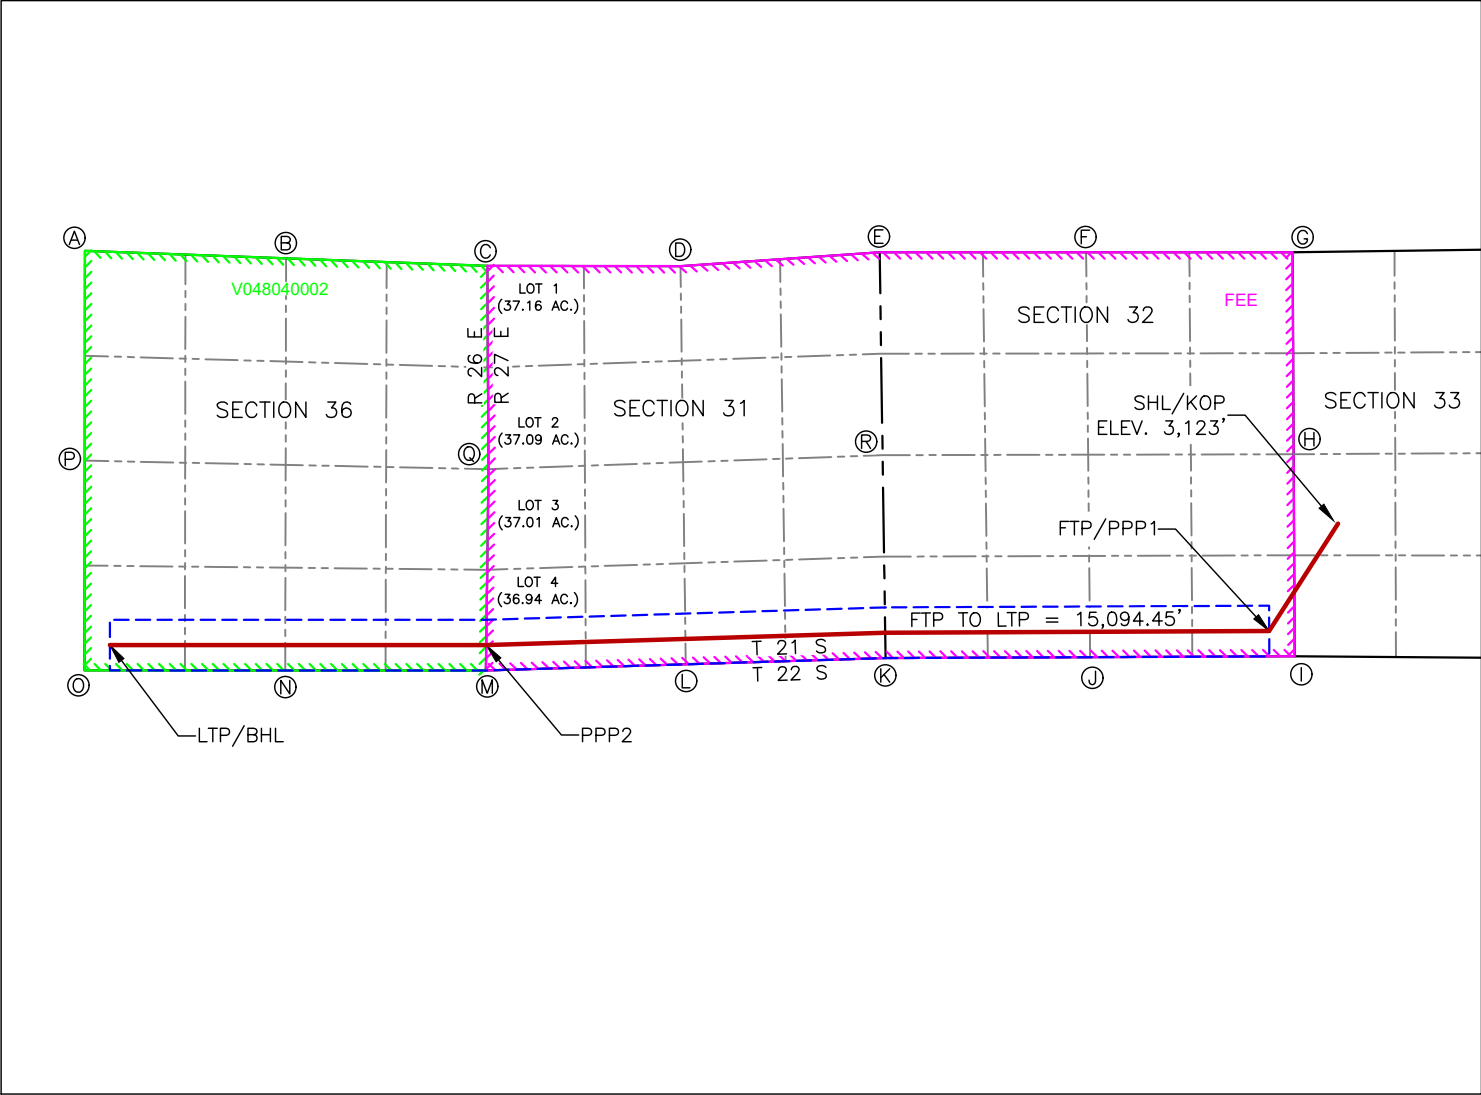 A
B
C
D
E
F
G
V048040002
LOT 1
(37.16 AC.)
FEE
SECTION 32
R 26 E
R 27 E
SECTION 36
SECTION 31
SECTION 33
SHL/KOP
ELEV. 3,123'
LOT 2
(37.09 AC.)
P
Q
R
H
LOT 3
(37.01 AC.)
FTP/PPP1
LOT 4
(36.94 AC.)
FTP TO LTP = 15,094.45'
T 21 S
T 22 S
O
N
M
L
K
J
I
LTP/BHL
PPP2